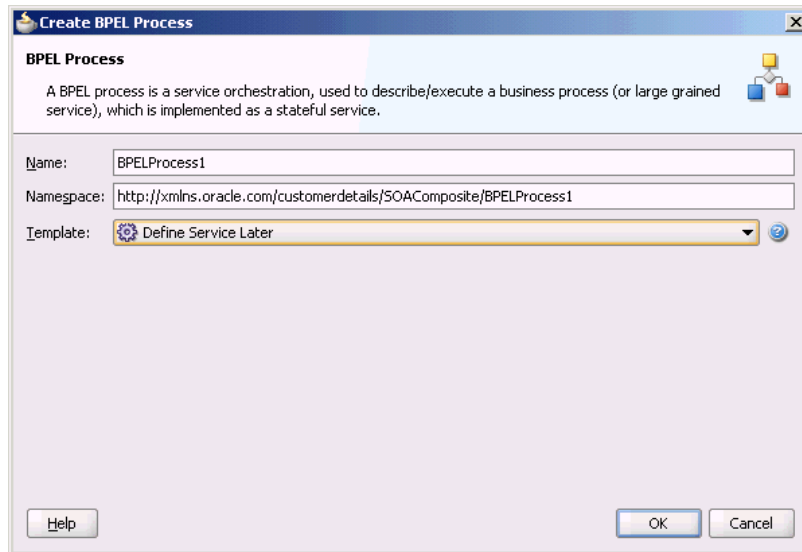 Create BPEL Process
BPEL Process
A BPEL process is a service orchestration, used to describe/execute a business process (or large grained
service), which is implemented as a stateful service.
Name: BPELProcess1
Namespace: http://xmlns.oracle.com/customerdetails/SOAComposite/BPELProcess1
Template: Define Service Later
Help OK Cancel